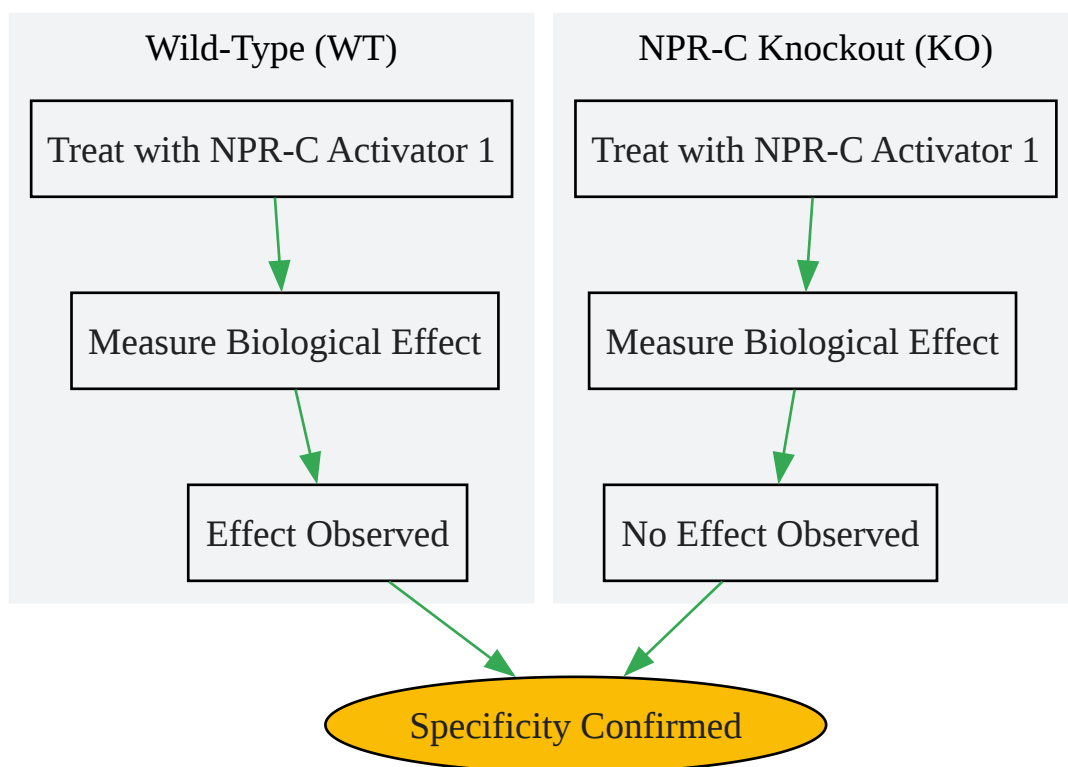 Wild-Type (WT)
Treat with NPR-C Activator 1
Measure Biological Effect
Effect Observed
NPR-C Knockout (KO)
Treat with NPR-C Activator 1
Measure Biological Effect
No Effect Observed
Specificity Confirmed